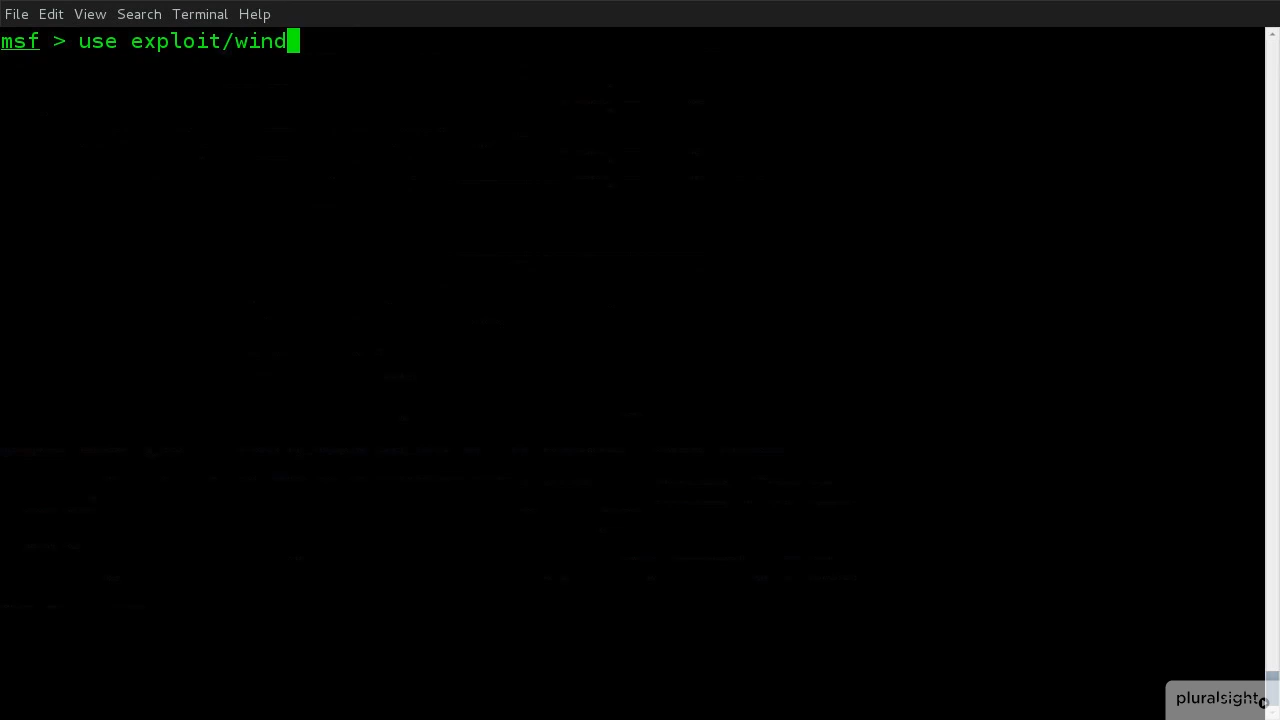 File Edit View Search Terminal Help
msf > use exploit/wind
pluralsight